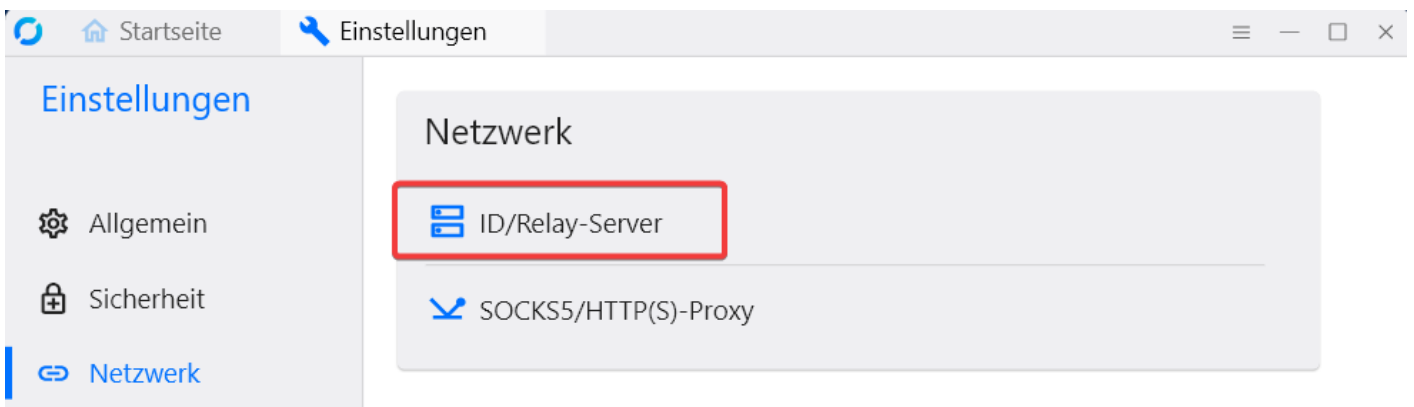 Startseite
Einstellungen
Einstellungen
Allgemein
Sicherheit
Netzwerk
Netzwerk
ID/Relay-Server
SOCKS5/HTTP(S)-Proxy